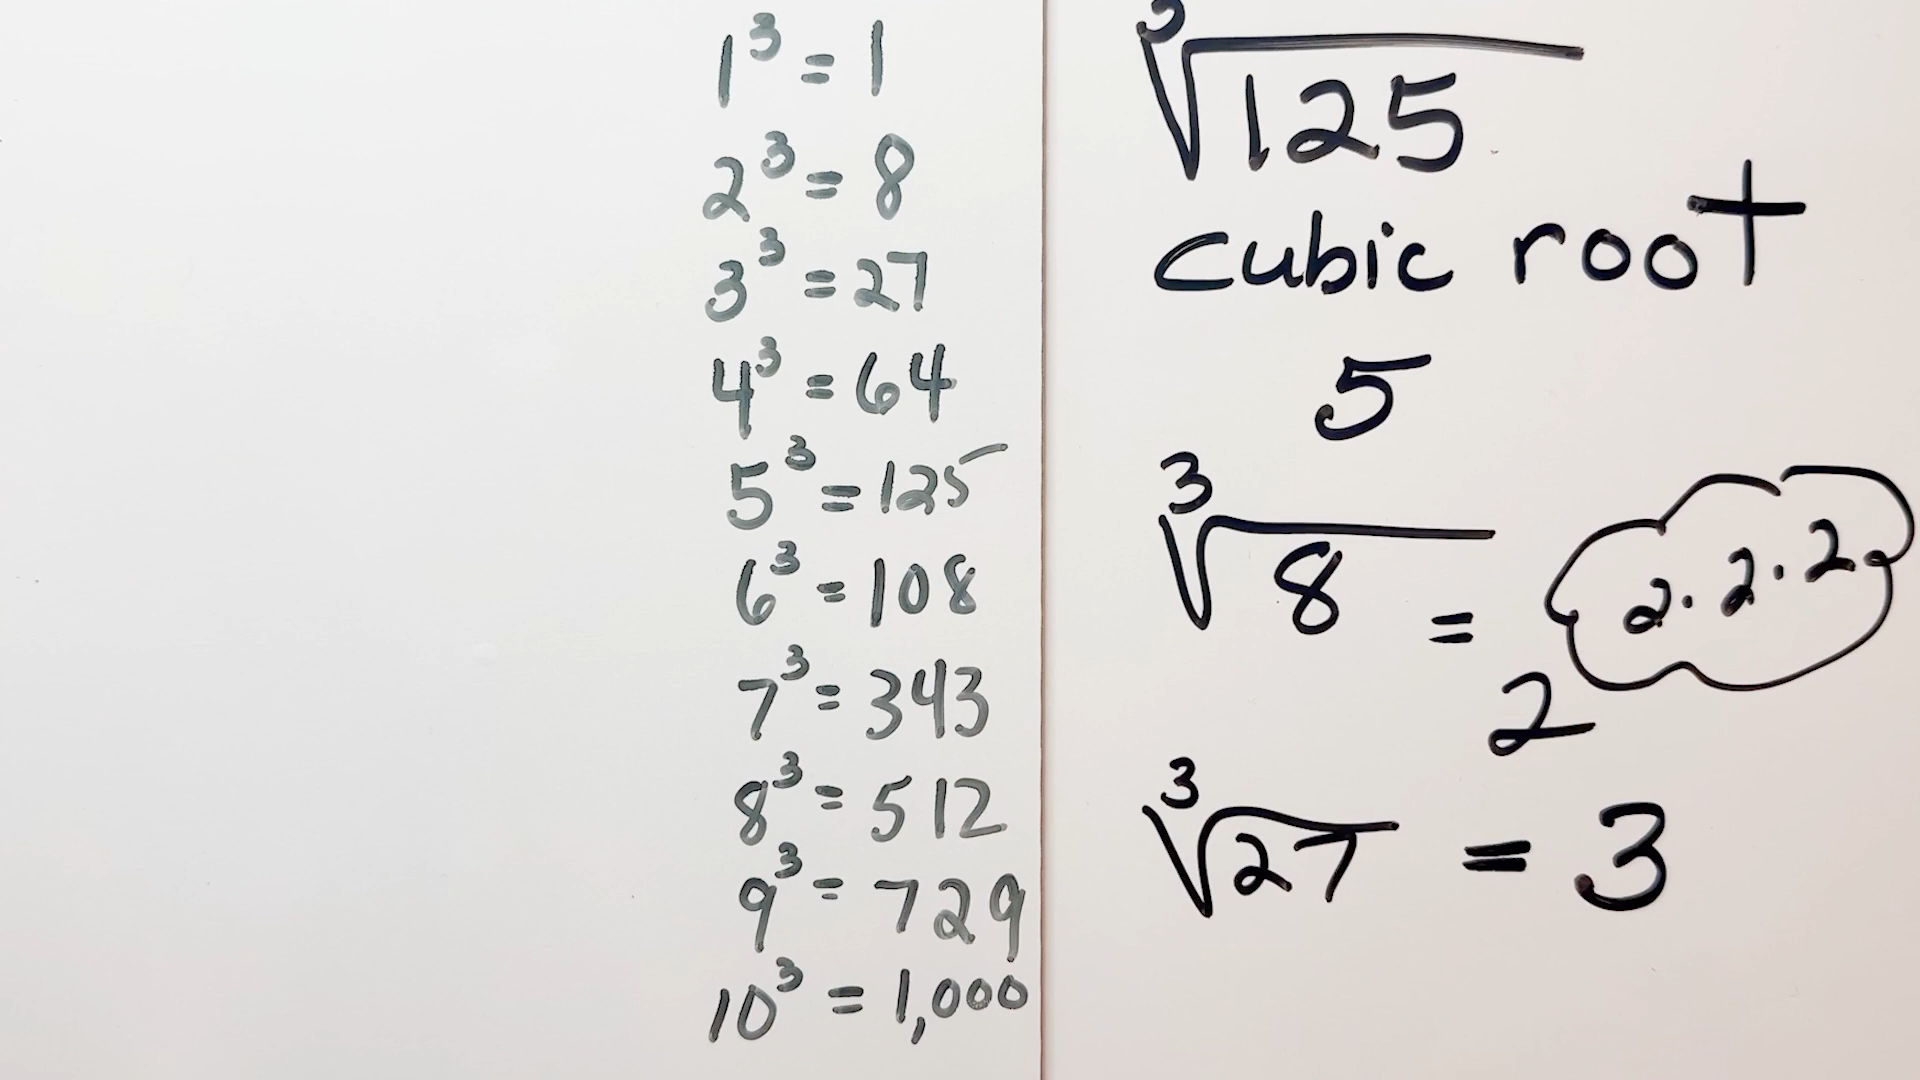 1³ = 1
2³ = 8
3³ = 27
4³ = 64
5³ = 125
6³ = 108
7³ = 343
8³ = 512
9³ = 729
10³ = 1,000
³√125
cubic root
5
³√8 = 2·2·2
2
³√27 = 3